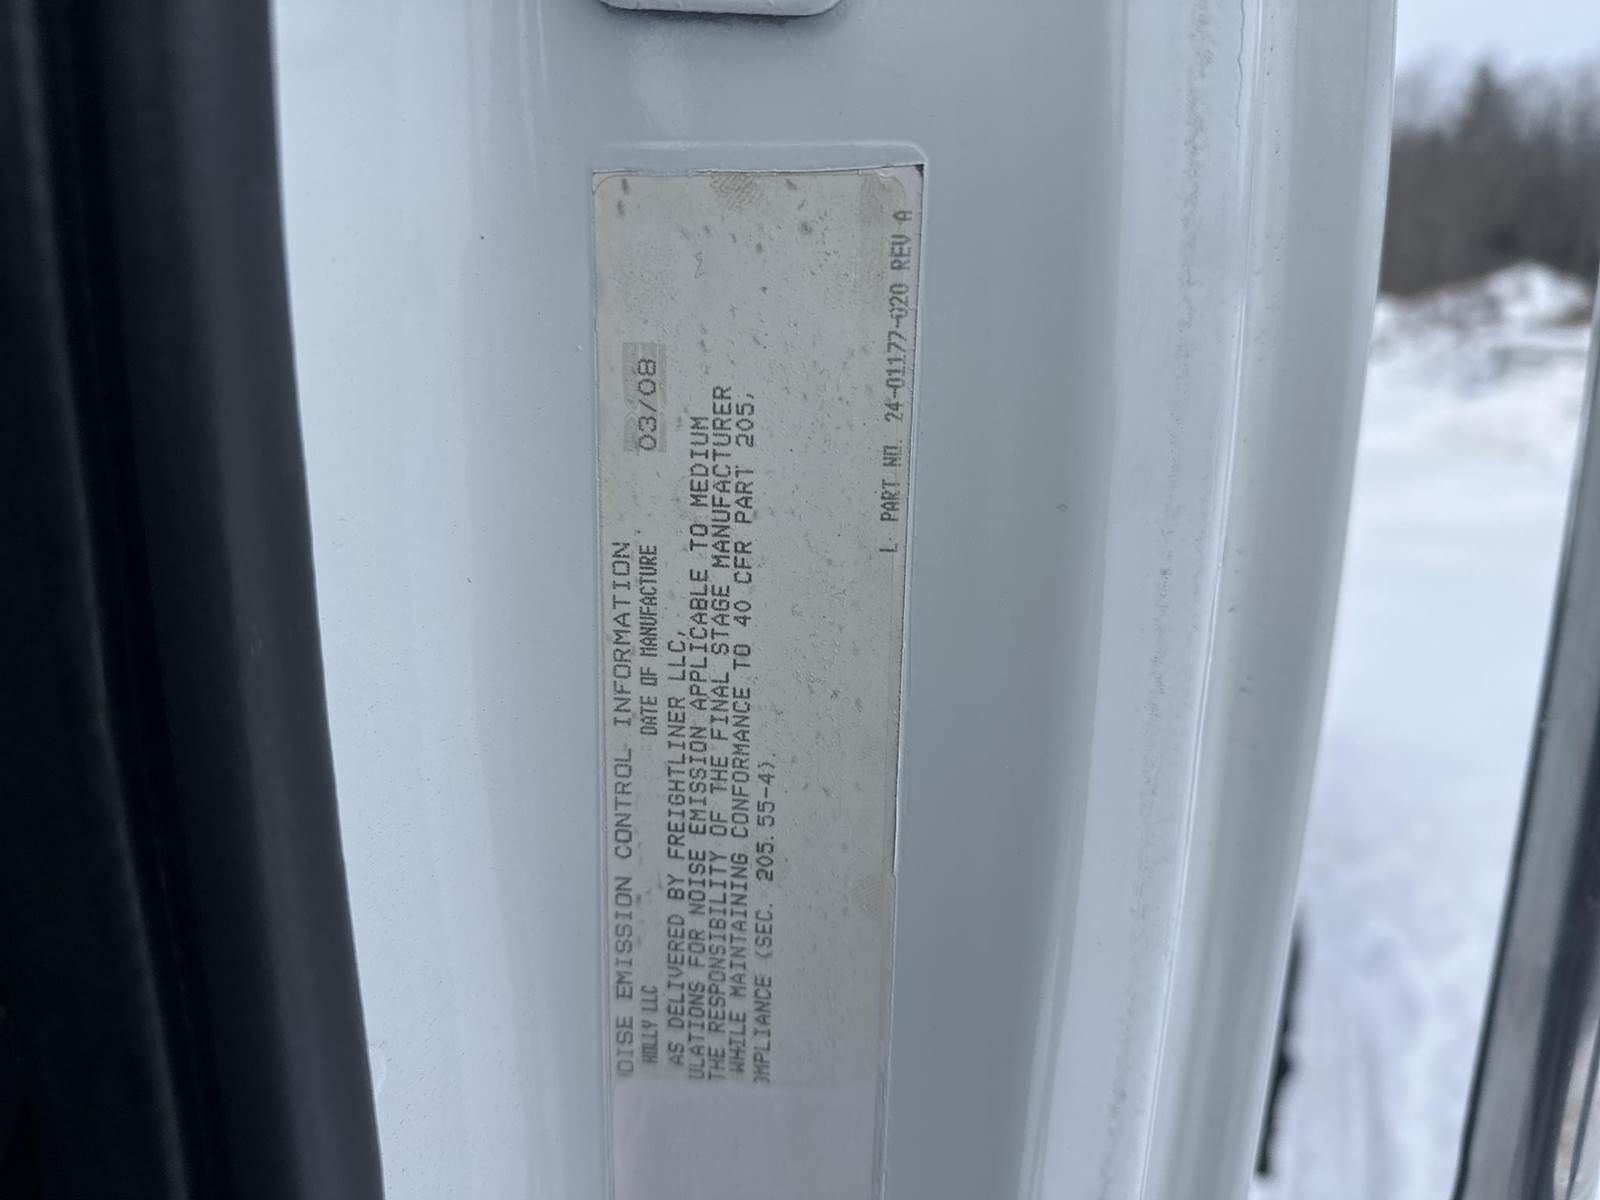 OISE EMISSION CONTROL INFORMATION
HOLLY LLC DATE OF MANUFACTURE 03/08
AS DELIVERED BY FREIGHTLINER LLC,
ULATIONS FOR NOISE EMISSION APPLICABLE TO MEDIUM
THE RESPONSIBILITY OF THE FINAL STAGE MANUFACTURER
WHILE MAINTAINING CONFORMANCE TO 40 CFR PART 205,
OMPLIANCE (SEC. 205.55-4).
L PART NO. 24-01177-020 REV A